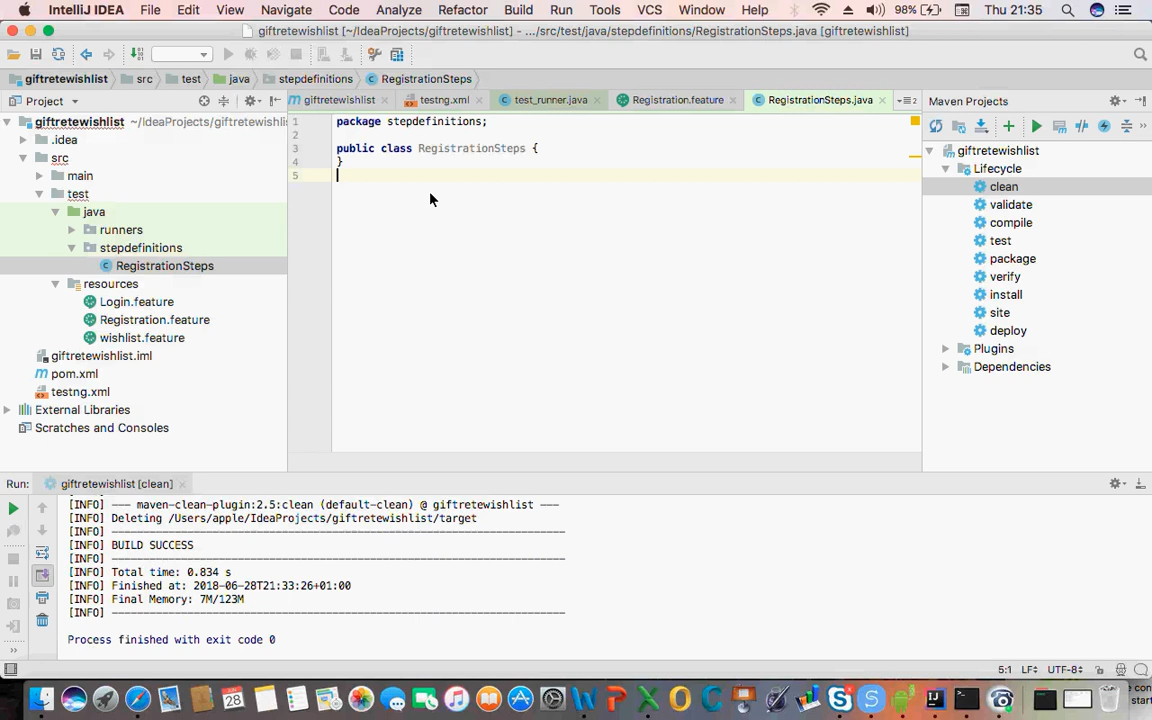 IntelliJ IDEA File Edit View Navigate Code Analyze Refactor Build Run Tools VCS Window Help 98% Thu 21:35
giftretewishlist [~/IdeaProjects/giftretewishlist] - .../src/test/java/stepdefinitions/RegistrationSteps.java [giftretewishlist]
giftretewishlist src test java stepdefinitions RegistrationSteps
Project
giftretewishlist testng.xml test_runner.java Registration.feature RegistrationSteps.java
Maven Projects
giftretewishlist ~/IdeaProjects/giftretewishlis
.idea
src
main
test
java
runners
stepdefinitions
RegistrationSteps
resources
Login.feature
Registration.feature
wishlist.feature
giftretewishlist.iml
pom.xml
testng.xml
External Libraries
Scratches and Consoles
1 package stepdefinitions;
2
3 public class RegistrationSteps {
4 }
5
giftretewishlist
Lifecycle
clean
validate
compile
test
package
verify
install
site
deploy
Plugins
Dependencies
Run: giftretewishlist [clean]
[INFO] --- maven-clean-plugin:2.5:clean (default-clean) @ giftretewishlist ---
[INFO] Deleting /Users/apple/IdeaProjects/giftretewishlist/target
[INFO] ------------------------------------------------------------------------
[INFO] BUILD SUCCESS
[INFO] ------------------------------------------------------------------------
[INFO] Total time: 0.834 s
[INFO] Finished at: 2018-06-28T21:33:26+01:00
[INFO] Final Memory: 7M/123M
[INFO] ------------------------------------------------------------------------
Process finished with exit code 0
5:1 LF UTF-8